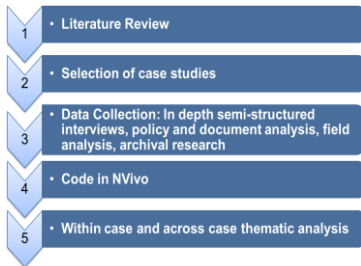 1
• Literature Review
2
• Selection of case studies
3
• Data Collection: In depth semi-structured
interviews, policy and document analysis, field
analysis, archival research
4
• Code in NVivo
5
• Within case and across case thematic analysis